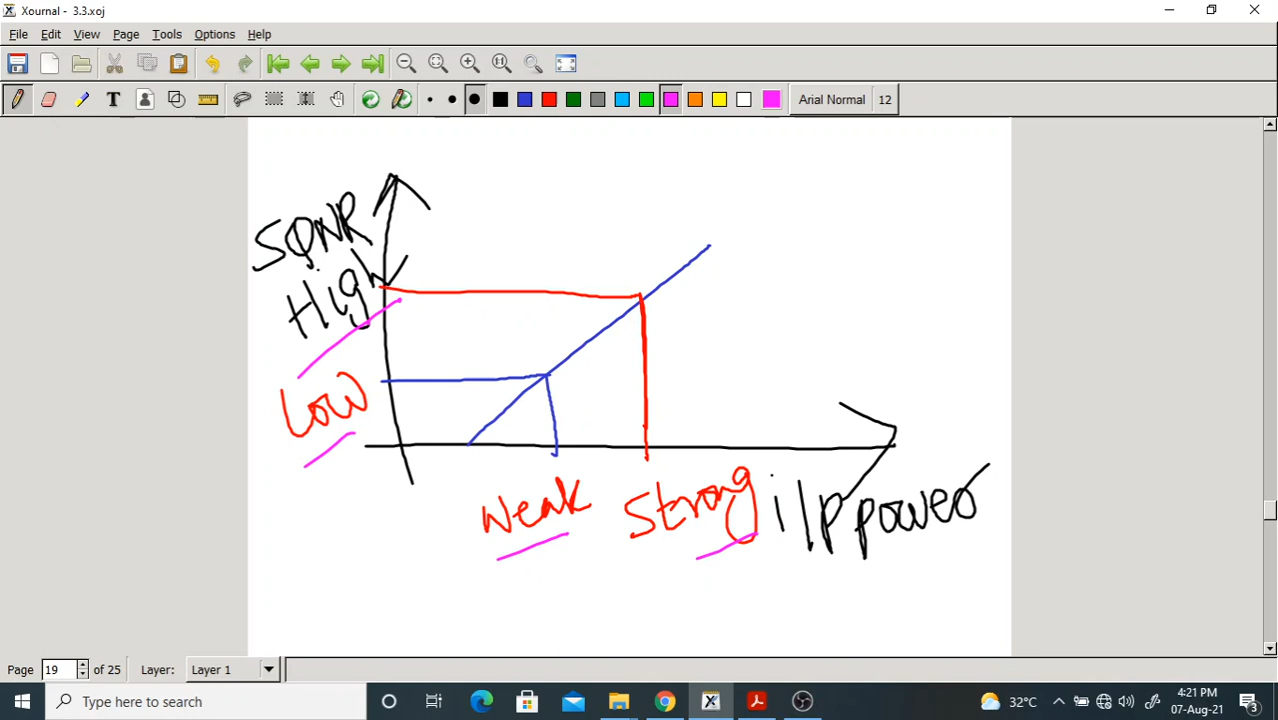 Xournal - 3.3.xoj
File Edit View Page Tools Options Help
T Arial Normal 12
SQNR
High
Low
Weak Strong i/p power
Page 19 of 25 Layer: Layer 1
Type here to search
32°C
4:21 PM
07-Aug-21
3